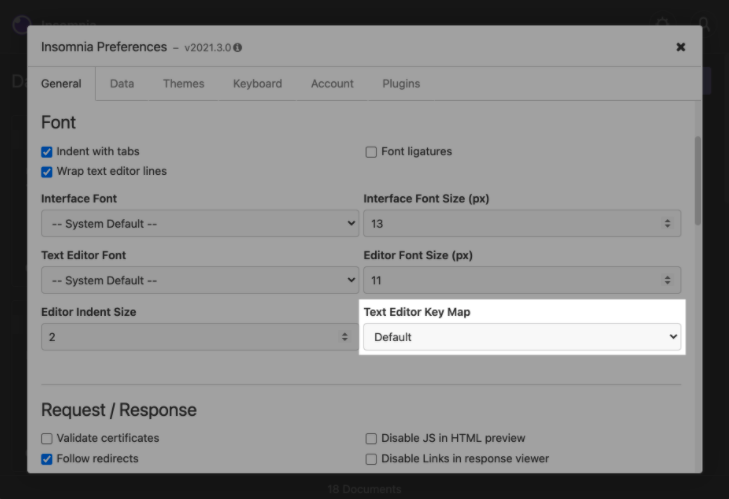 Insomnia
Insomnia Preferences – v2021.3.0
General Data Themes Keyboard Account Plugins
Font
Indent with tabs Font ligatures
Wrap text editor lines
Interface Font Interface Font Size (px)
-- System Default -- 13
Text Editor Font Editor Font Size (px)
-- System Default -- 11
Editor Indent Size Text Editor Key Map
2 Default
Request / Response
Validate certificates Disable JS in HTML preview
Follow redirects Disable Links in response viewer
18 Documents